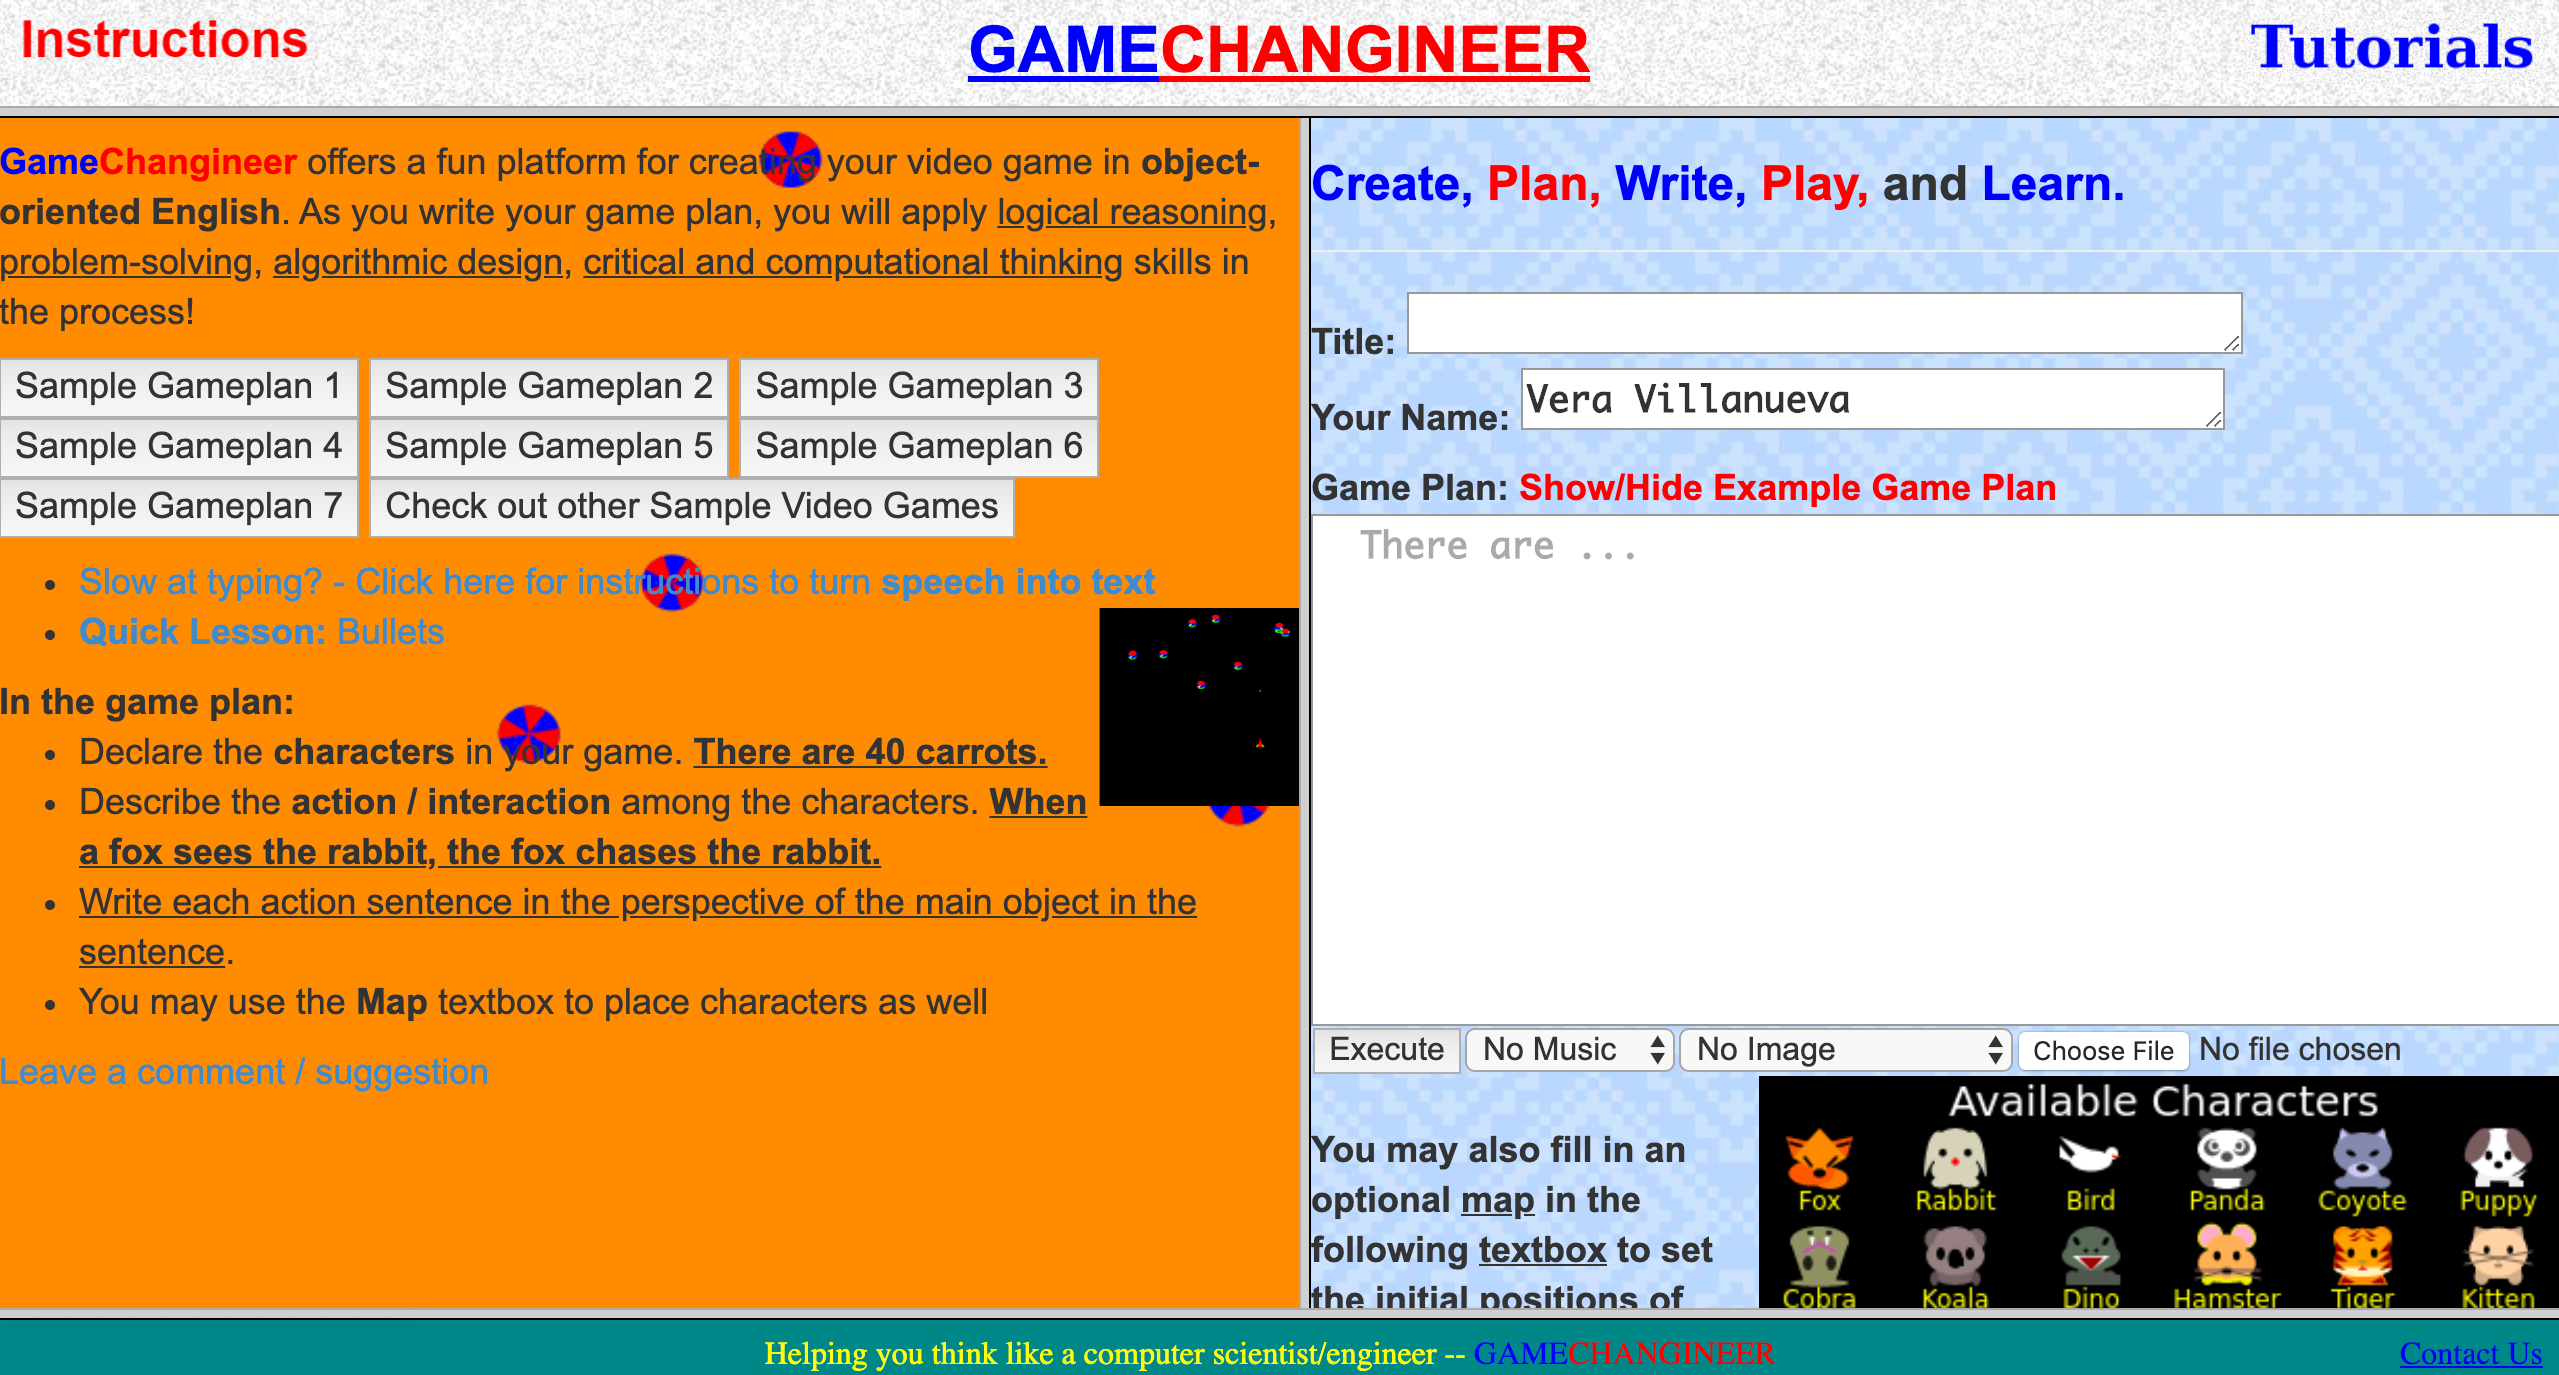 Instructions
GAMECHANGINEER
Tutorials
GameChangineer offers a fun platform for creating your video game in object-
oriented English. As you write your game plan, you will apply logical reasoning,
problem-solving, algorithmic design, critical and computational thinking skills in
the process!
Sample Gameplan 1 Sample Gameplan 2 Sample Gameplan 3
Sample Gameplan 4 Sample Gameplan 5 Sample Gameplan 6
Sample Gameplan 7 Check out other Sample Video Games
• Slow at typing? - Click here for instructions to turn speech into text
• Quick Lesson: Bullets
In the game plan:
• Declare the characters in your game. There are 40 carrots.
• Describe the action / interaction among the characters. When
a fox sees the rabbit, the fox chases the rabbit.
• Write each action sentence in the perspective of the main object in the
sentence.
• You may use the Map textbox to place characters as well
Leave a comment / suggestion
Create, Plan, Write, Play, and Learn.
Title:
Your Name: Vera Villanueva
Game Plan: Show/Hide Example Game Plan
There are ...
Execute No Music No Image Choose File No file chosen
You may also fill in an
optional map in the
following textbox to set
the initial positions of
Available Characters
Fox Rabbit Bird Panda Coyote Puppy
Cobra Koala Dino Hamster Tiger Kitten
Helping you think like a computer scientist/engineer -- GAMECHANGINEER
Contact Us